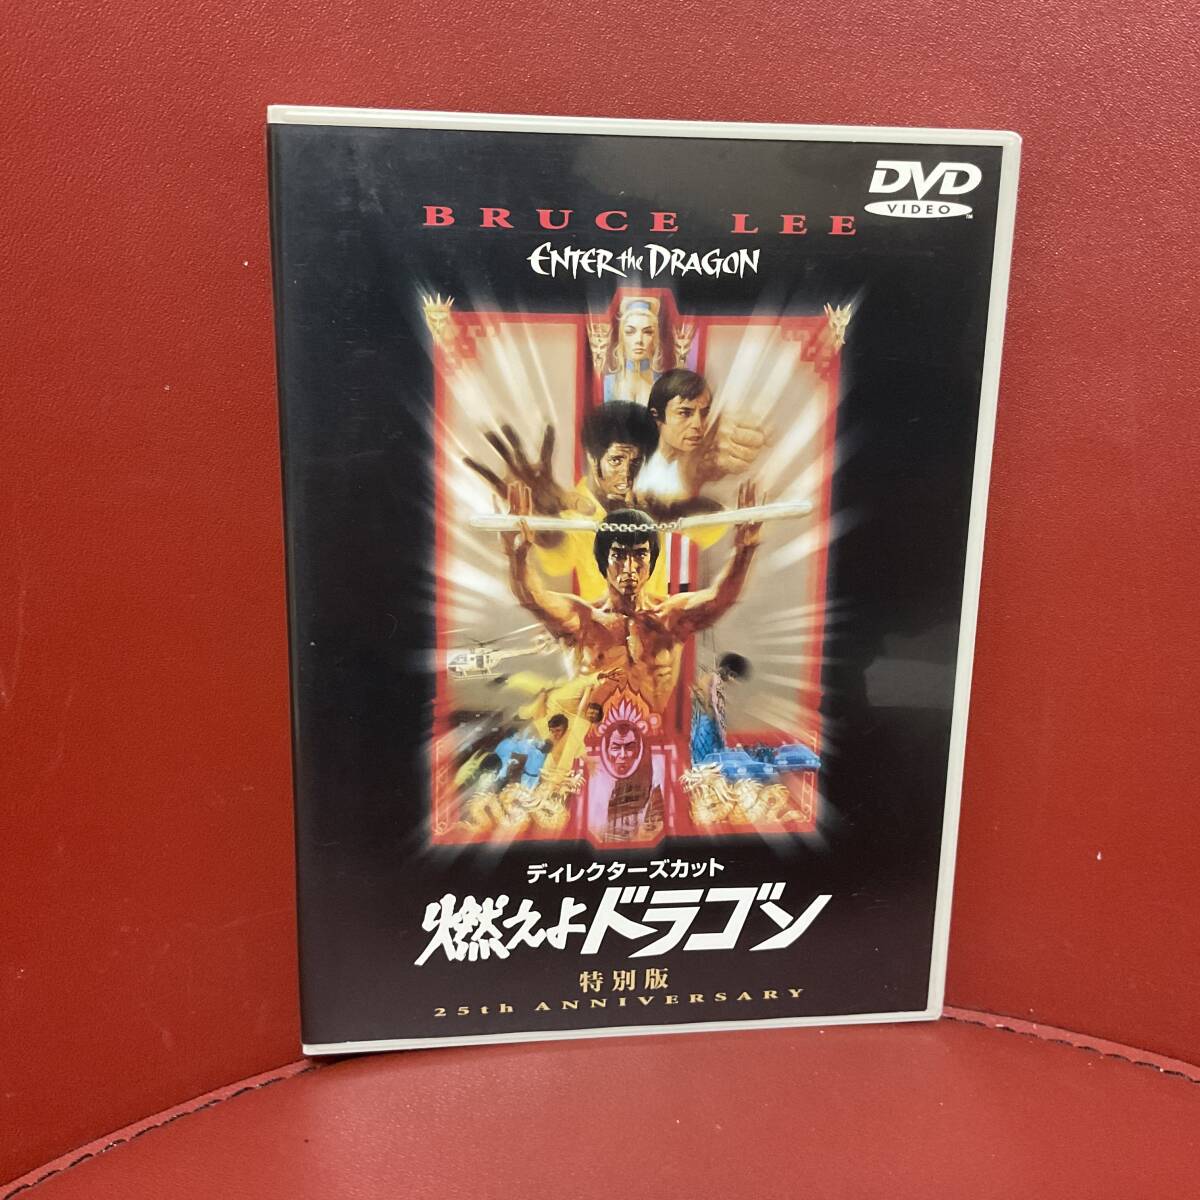 DVD
VIDEO
BRUCE LEE
ENTER the DRAGON
ディレクターズカット
燃えよドラゴン
特別版
25th ANNIVERSARY